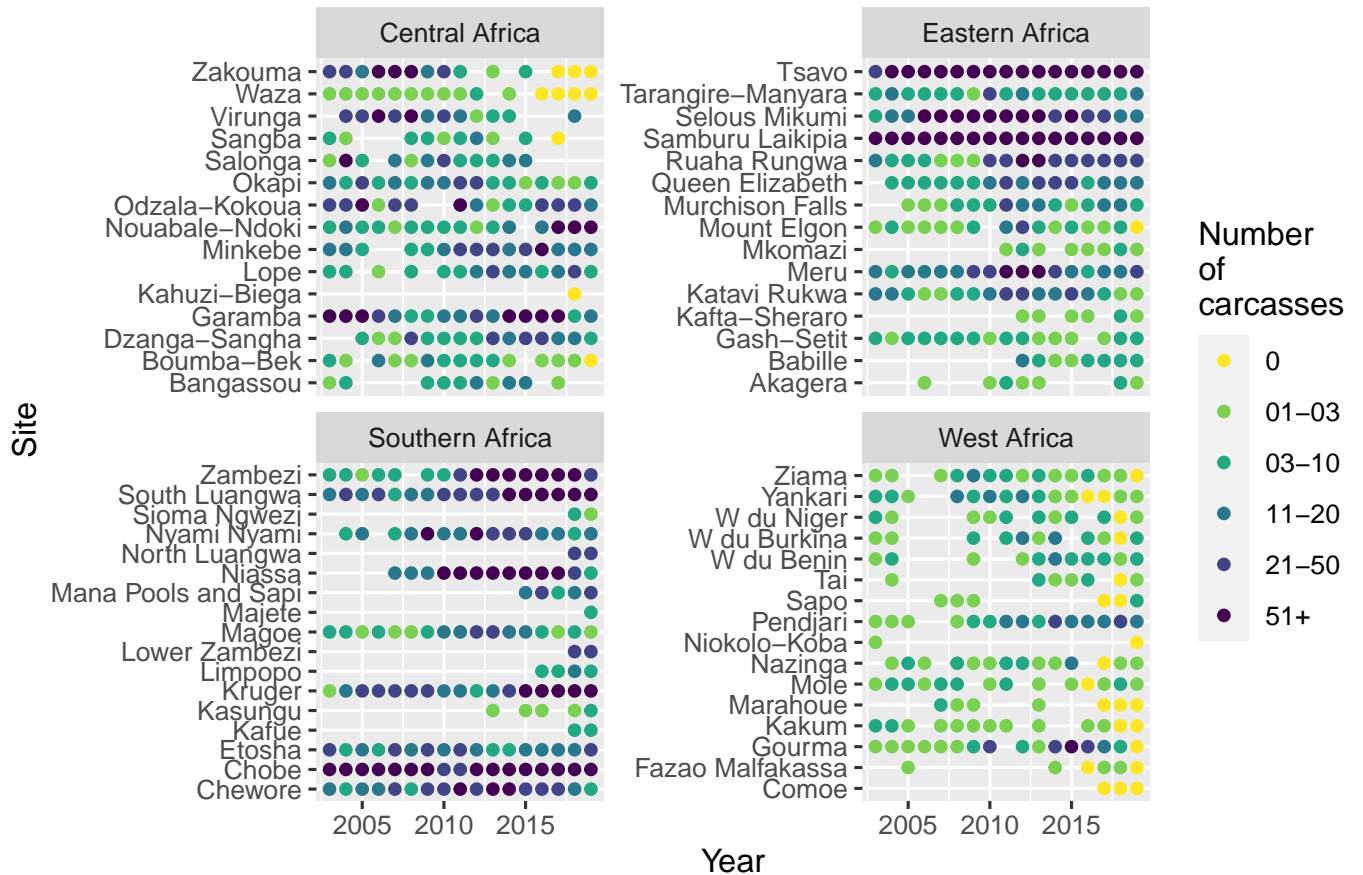 Central Africa
Eastern Africa
Zakouma
Waza
Virunga
Sangba
Salonga
Okapi
Odzala−Kokoua
Nouabale−Ndoki
Minkebe
Lope
Kahuzi−Biega
Garamba
Dzanga−Sangha
Boumba−Bek
Bangassou
Tsavo
Tarangire−Manyara
Selous Mikumi
Samburu Laikipia
Ruaha Rungwa
Queen Elizabeth
Murchison Falls
Mount Elgon
Mkomazi
Meru
Katavi Rukwa
Kafta−Sheraro
Gash−Setit
Babille
Akagera
Southern Africa
West Africa
Zambezi
South Luangwa
Sioma Ngwezi
Nyami Nyami
North Luangwa
Niassa
Mana Pools and Sapi
Majete
Magoe
Lower Zambezi
Limpopo
Kruger
Kasungu
Kafue
Etosha
Chobe
Chewore
Ziama
Yankari
W du Niger
W du Burkina
W du Benin
Tai
Sapo
Pendjari
Niokolo−Koba
Nazinga
Mole
Marahoue
Kakum
Gourma
Fazao Malfakassa
Comoe
2005 2010 2015
2005 2010 2015
Year
Site
Number
of
carcasses
0
01−03
03−10
11−20
21−50
51+